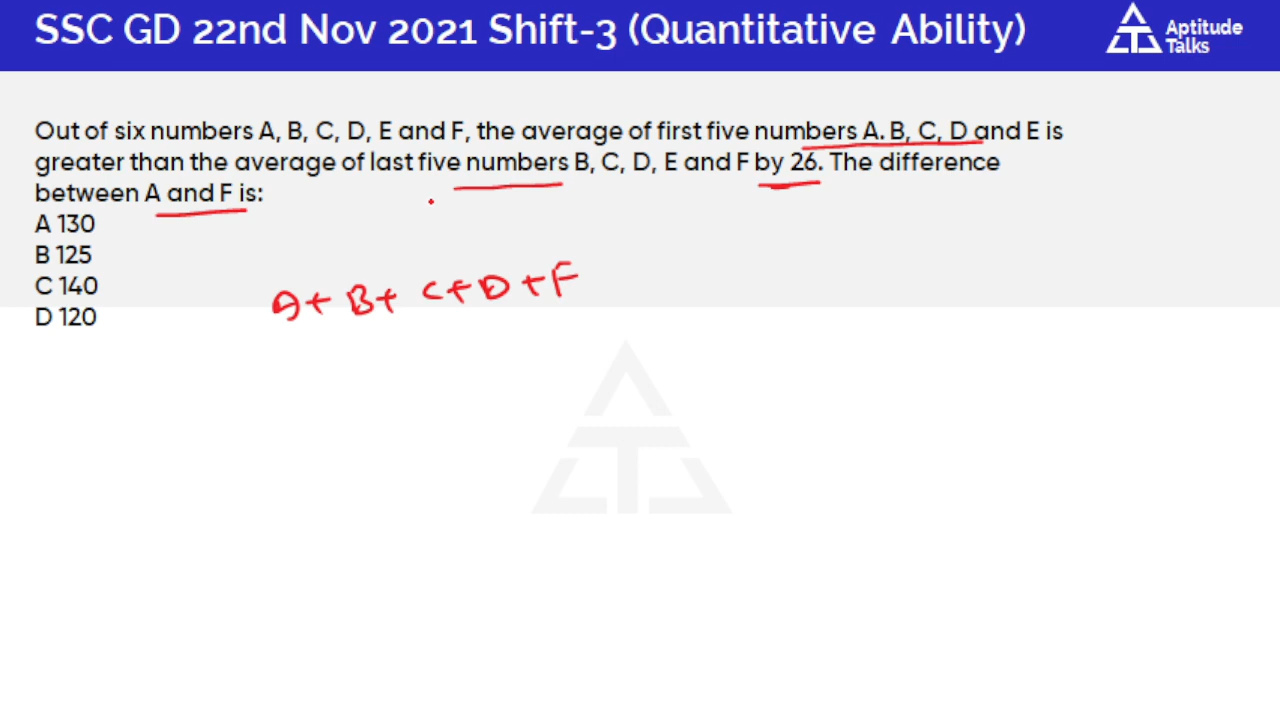 SSC GD 22nd Nov 2021 Shift-3 (Quantitative Ability)
Aptitude
Talks
Out of six numbers A, B, C, D, E and F, the average of first five numbers A. B, C, D and E is
greater than the average of last five numbers B, C, D, E and F by 26. The difference
between A and F is:
A 130
B 125
C 140
D 120
A+ B+ C+D+F